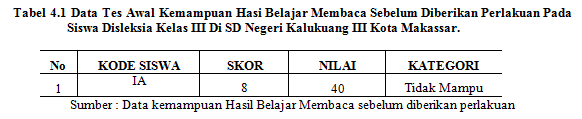 Tabel 4.1 Data Tes Awal Kemampuan Hasi Belajar Membaca Sebelum Diberikan Perlakuan Pada
Siswa Disleksia Kelas III Di SD Negeri Kalukuang III Kota Makassar.
No KODE SISWA SKOR NILAI KATEGORI
1 IA 8 40 Tidak Mampu
Sumber : Data kemampuan Hasil Belajar Membaca sebelum diberikan perlakuan